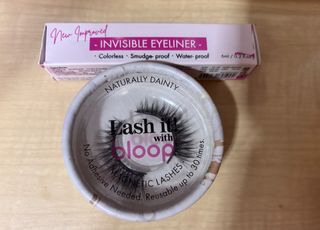 New Improved
· INVISIBLE EYELINER ·
· Colorless · Smudge- proof · Water- proof
NATURALLY DAINTY
Lash it!
with
bloop
MAGNETIC LASHES
No Adhesive Needed. Reusable up to 30 times.